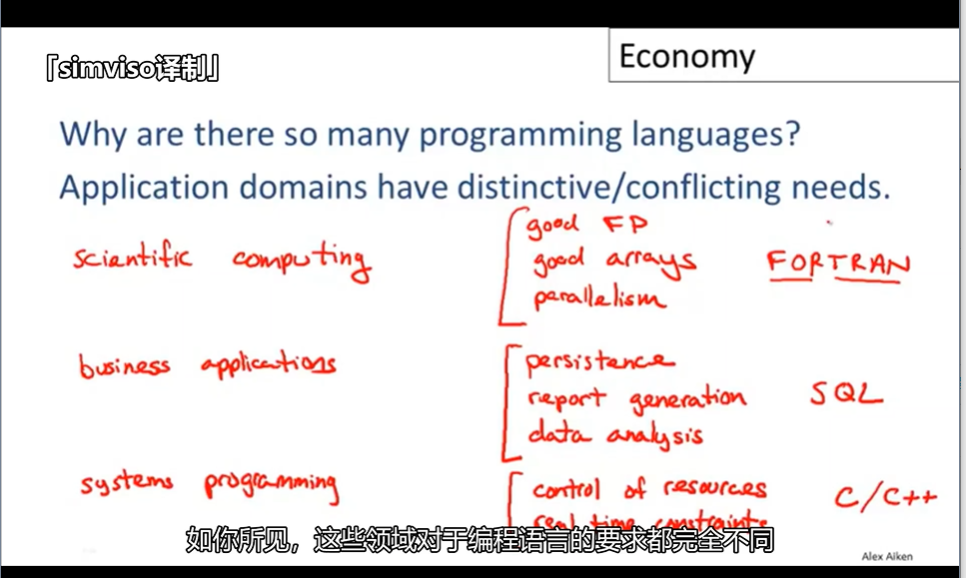 「simviso译制」
Economy
Why are there so many programming languages?
Application domains have distinctive/conflicting needs.
scientific computing
good FP
good arrays
parallelism
FORTRAN
business applications
persistence
report generation
data analysis
SQL
systems programming
control of resources
real time constraints
C/C++
如你所见，这些领域对于编程语言的要求都完全不同
Alex Aiken